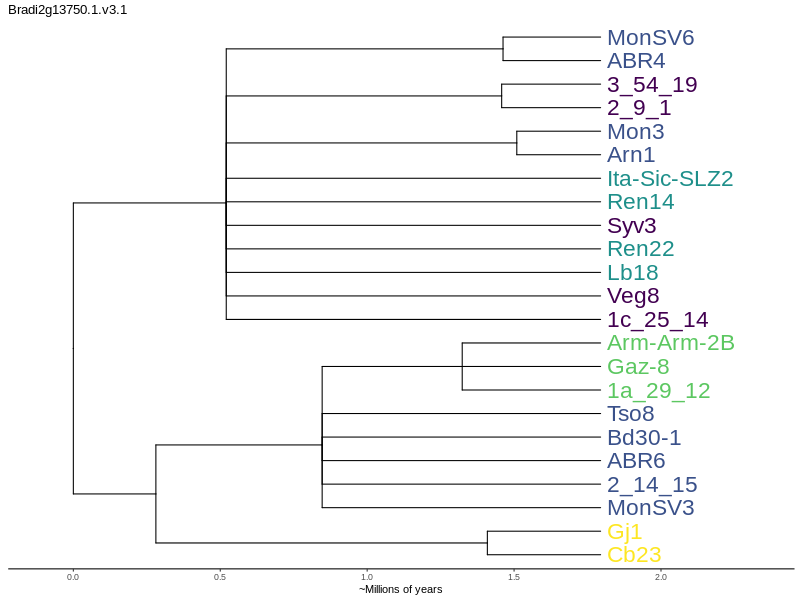 Bradi2g13750.1.v3.1
MonSV6
ABR4
3_54_19
2_9_1
Mon3
Arn1
Ita-Sic-SLZ2
Ren14
Syv3
Ren22
Lb18
Veg8
1c_25_14
Arm-Arm-2B
Gaz-8
1a_29_12
Tso8
Bd30-1
ABR6
2_14_15
MonSV3
Gj1
Cb23
0.0 0.5 1.0 1.5 2.0
~Millions of years